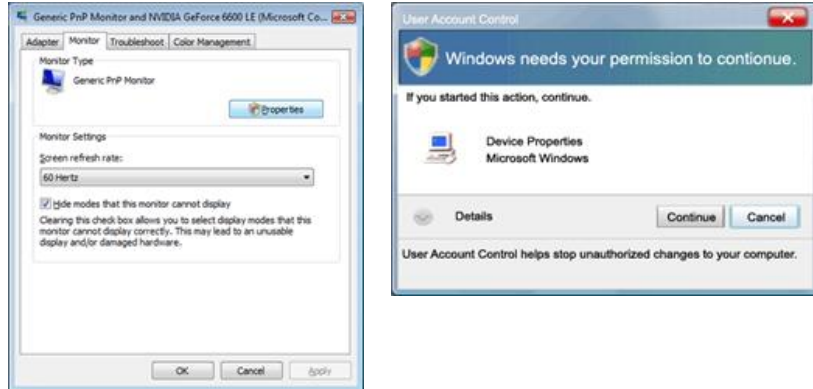 Generic PnP Monitor and NVIDIA GeForce 6600 LE (Microsoft Co...
Adapter Monitor Troubleshoot Color Management
Monitor Type
Generic PnP Monitor
Properties
Monitor Settings
Screen refresh rate:
60 Hertz
Hide modes that this monitor cannot display
Clearing this check box allows you to select display modes that this
monitor cannot display correctly. This may lead to an unusable
display and/or damaged hardware.
OK Cancel Apply
User Account Control
Windows needs your permission to contionue.
If you started this action, continue.
Device Properties
Microsoft Windows
Details Continue Cancel
User Account Control helps stop unauthorized changes to your computer.